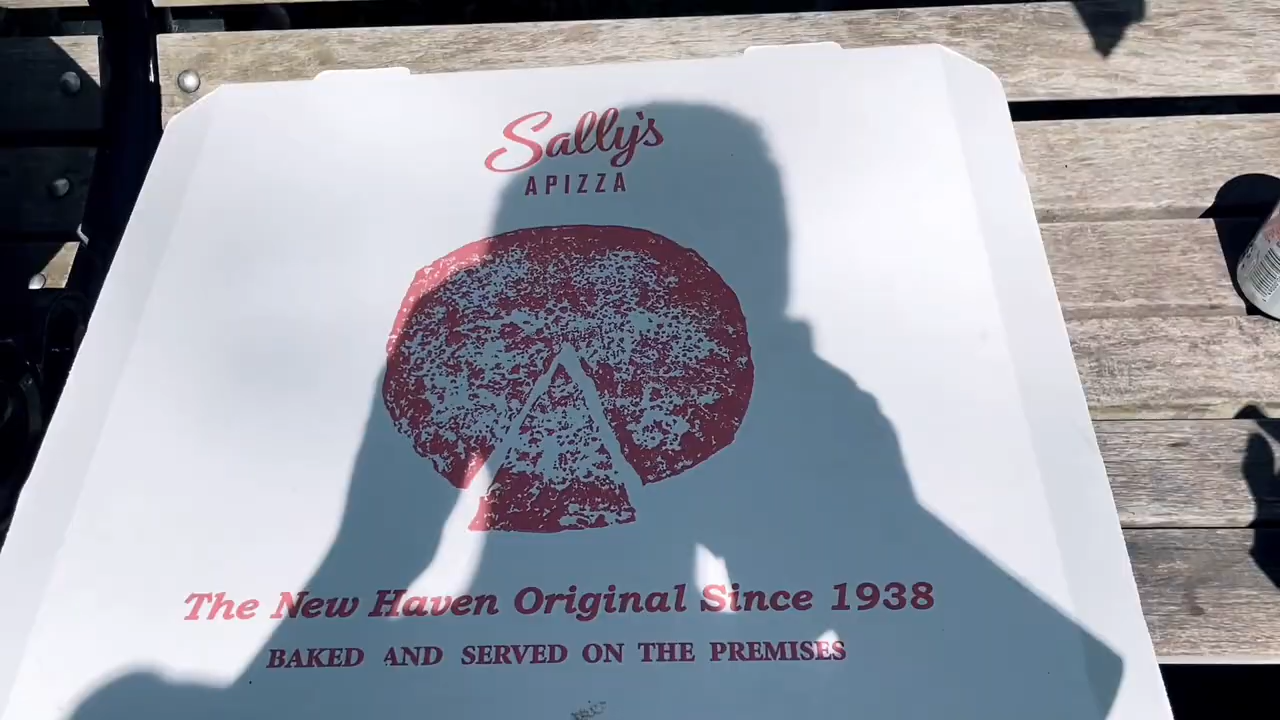 Sally's
APIZZA
The New Haven Original Since 1938
BAKED AND SERVED ON THE PREMISES